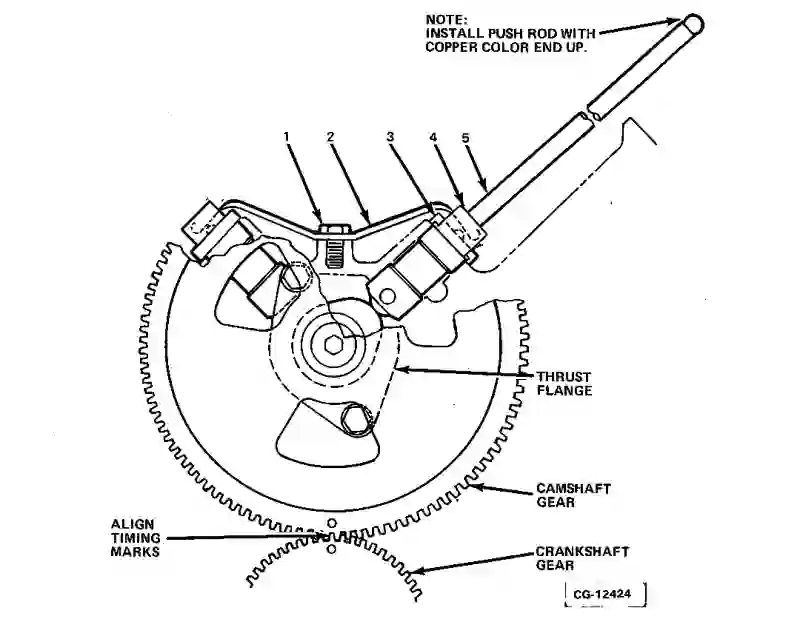 NOTE:
INSTALL PUSH ROD WITH
COPPER COLOR END UP.
1 2 3 4 5
THRUST
FLANGE
CAMSHAFT
GEAR
ALIGN
TIMING
MARKS
CRANKSHAFT
GEAR
CG-12424